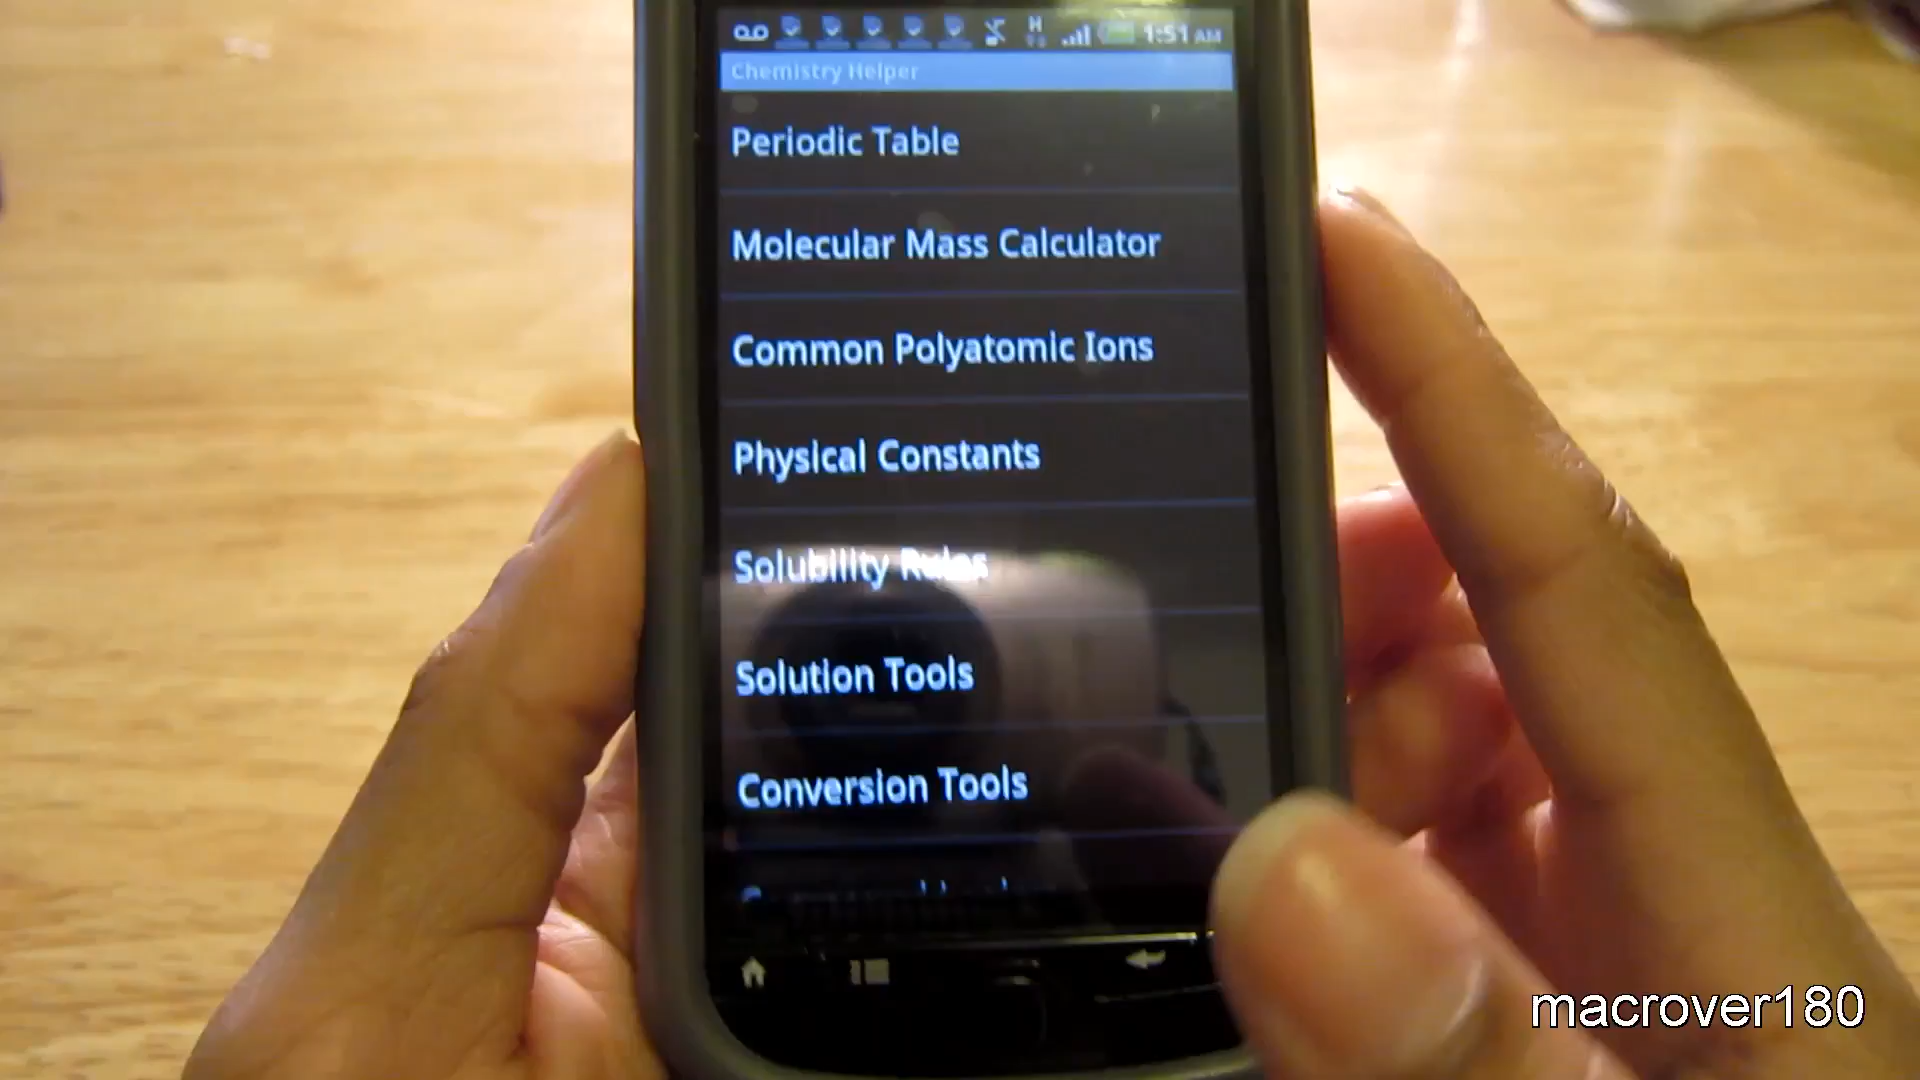 H
1:51 AM
Chemistry Helper
Periodic Table
Molecular Mass Calculator
Common Polyatomic Ions
Physical Constants
Solubility Rules
Solution Tools
Conversion Tools
macrover180